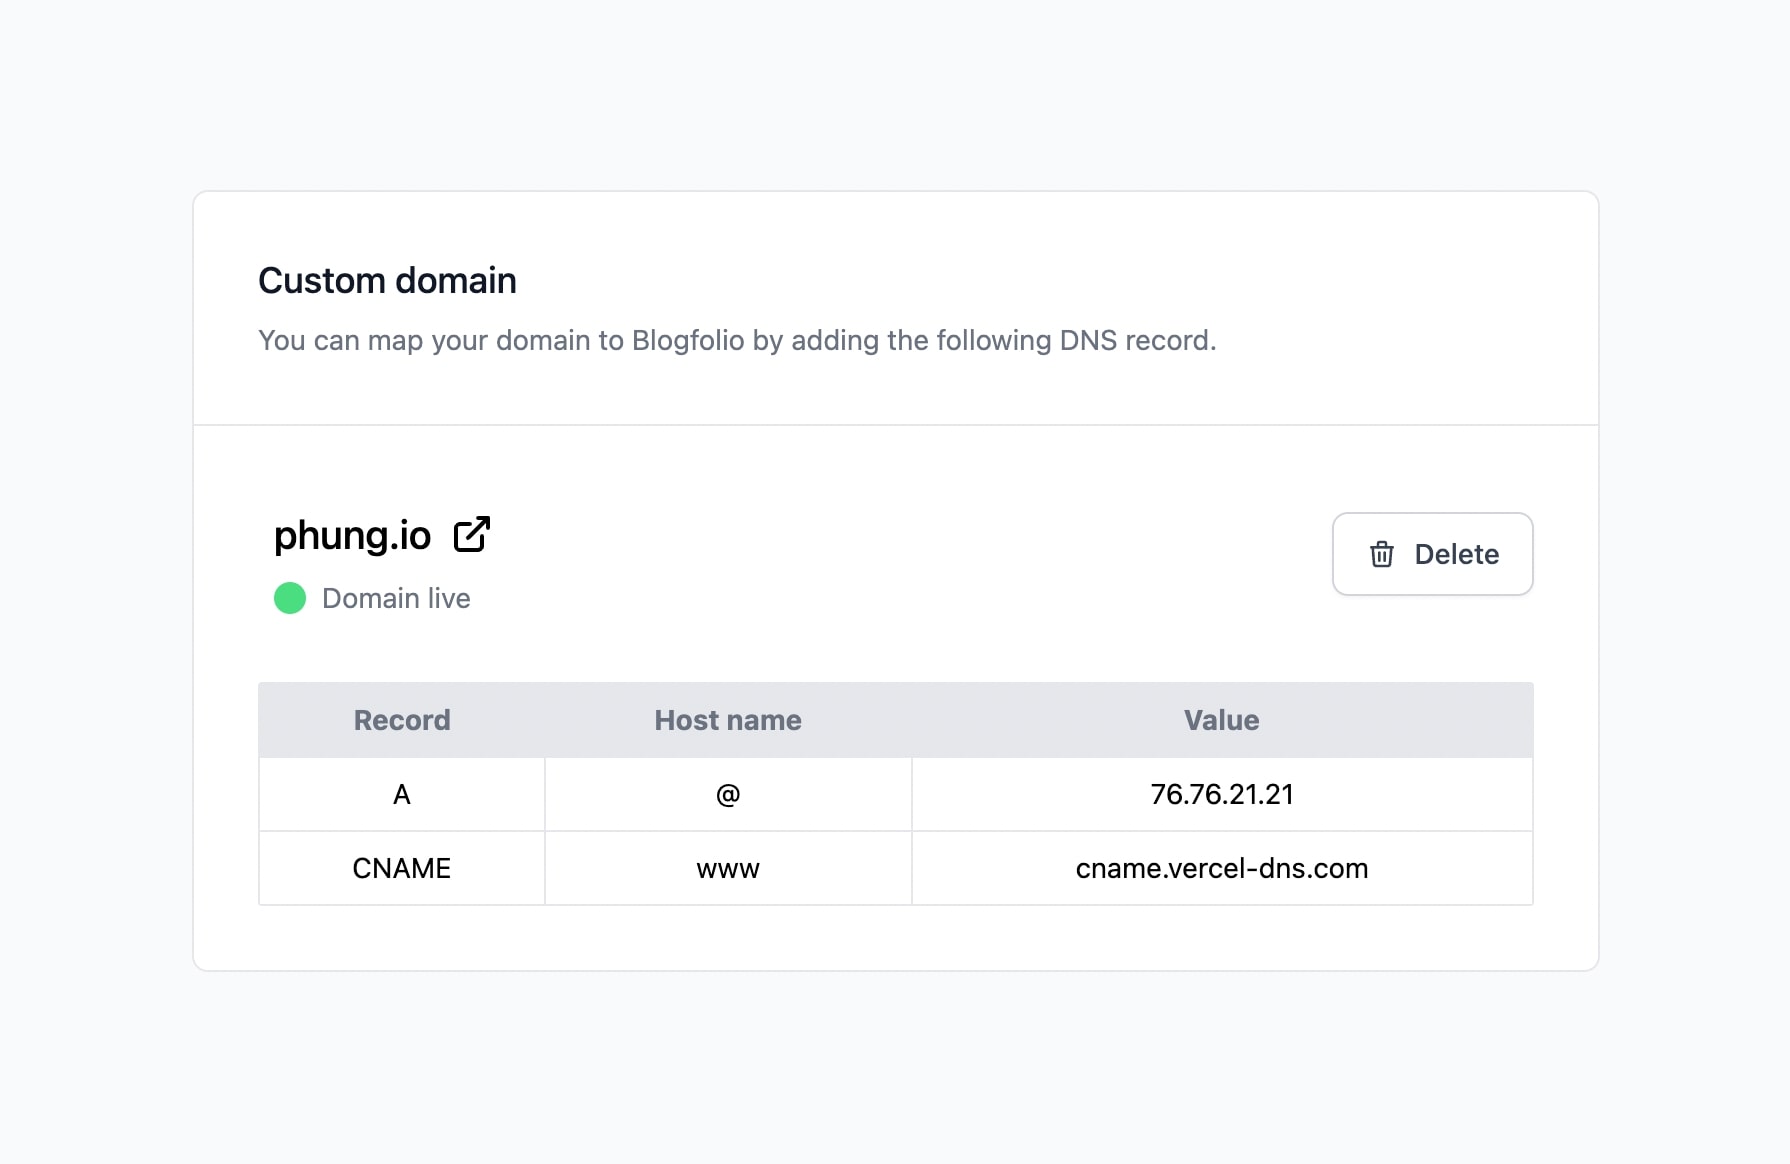 Custom domain
You can map your domain to Blogfolio by adding the following DNS record.
phung.io
Delete
Domain live
Record Host name Value
A @ 76.76.21.21
CNAME www cname.vercel-dns.com